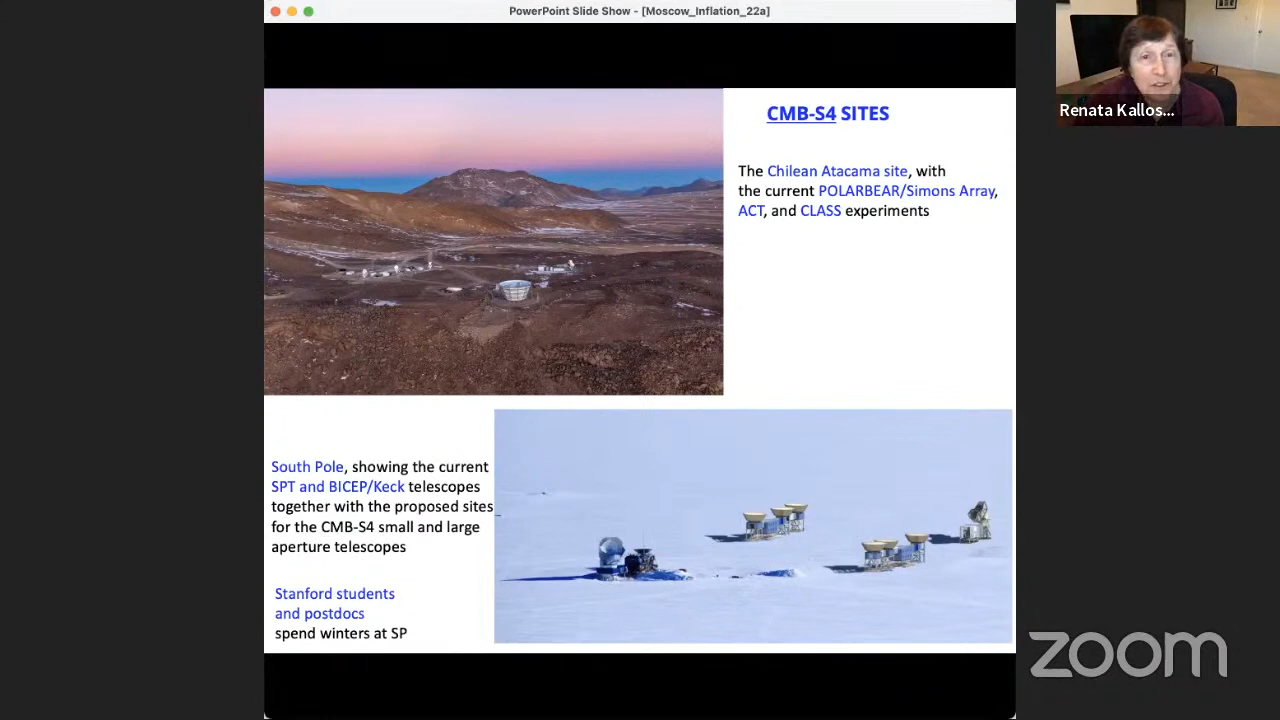 PowerPoint Slide Show - [Moscow_Inflation_22a]
Renata Kallos...
CMB-S4 SITES
The Chilean Atacama site, with
the current POLARBEAR/Simons Array,
ACT, and CLASS experiments
South Pole, showing the current
SPT and BICEP/Keck telescopes
together with the proposed sites
for the CMB-S4 small and large
aperture telescopes
Stanford students
and postdocs
spend winters at SP
zoom